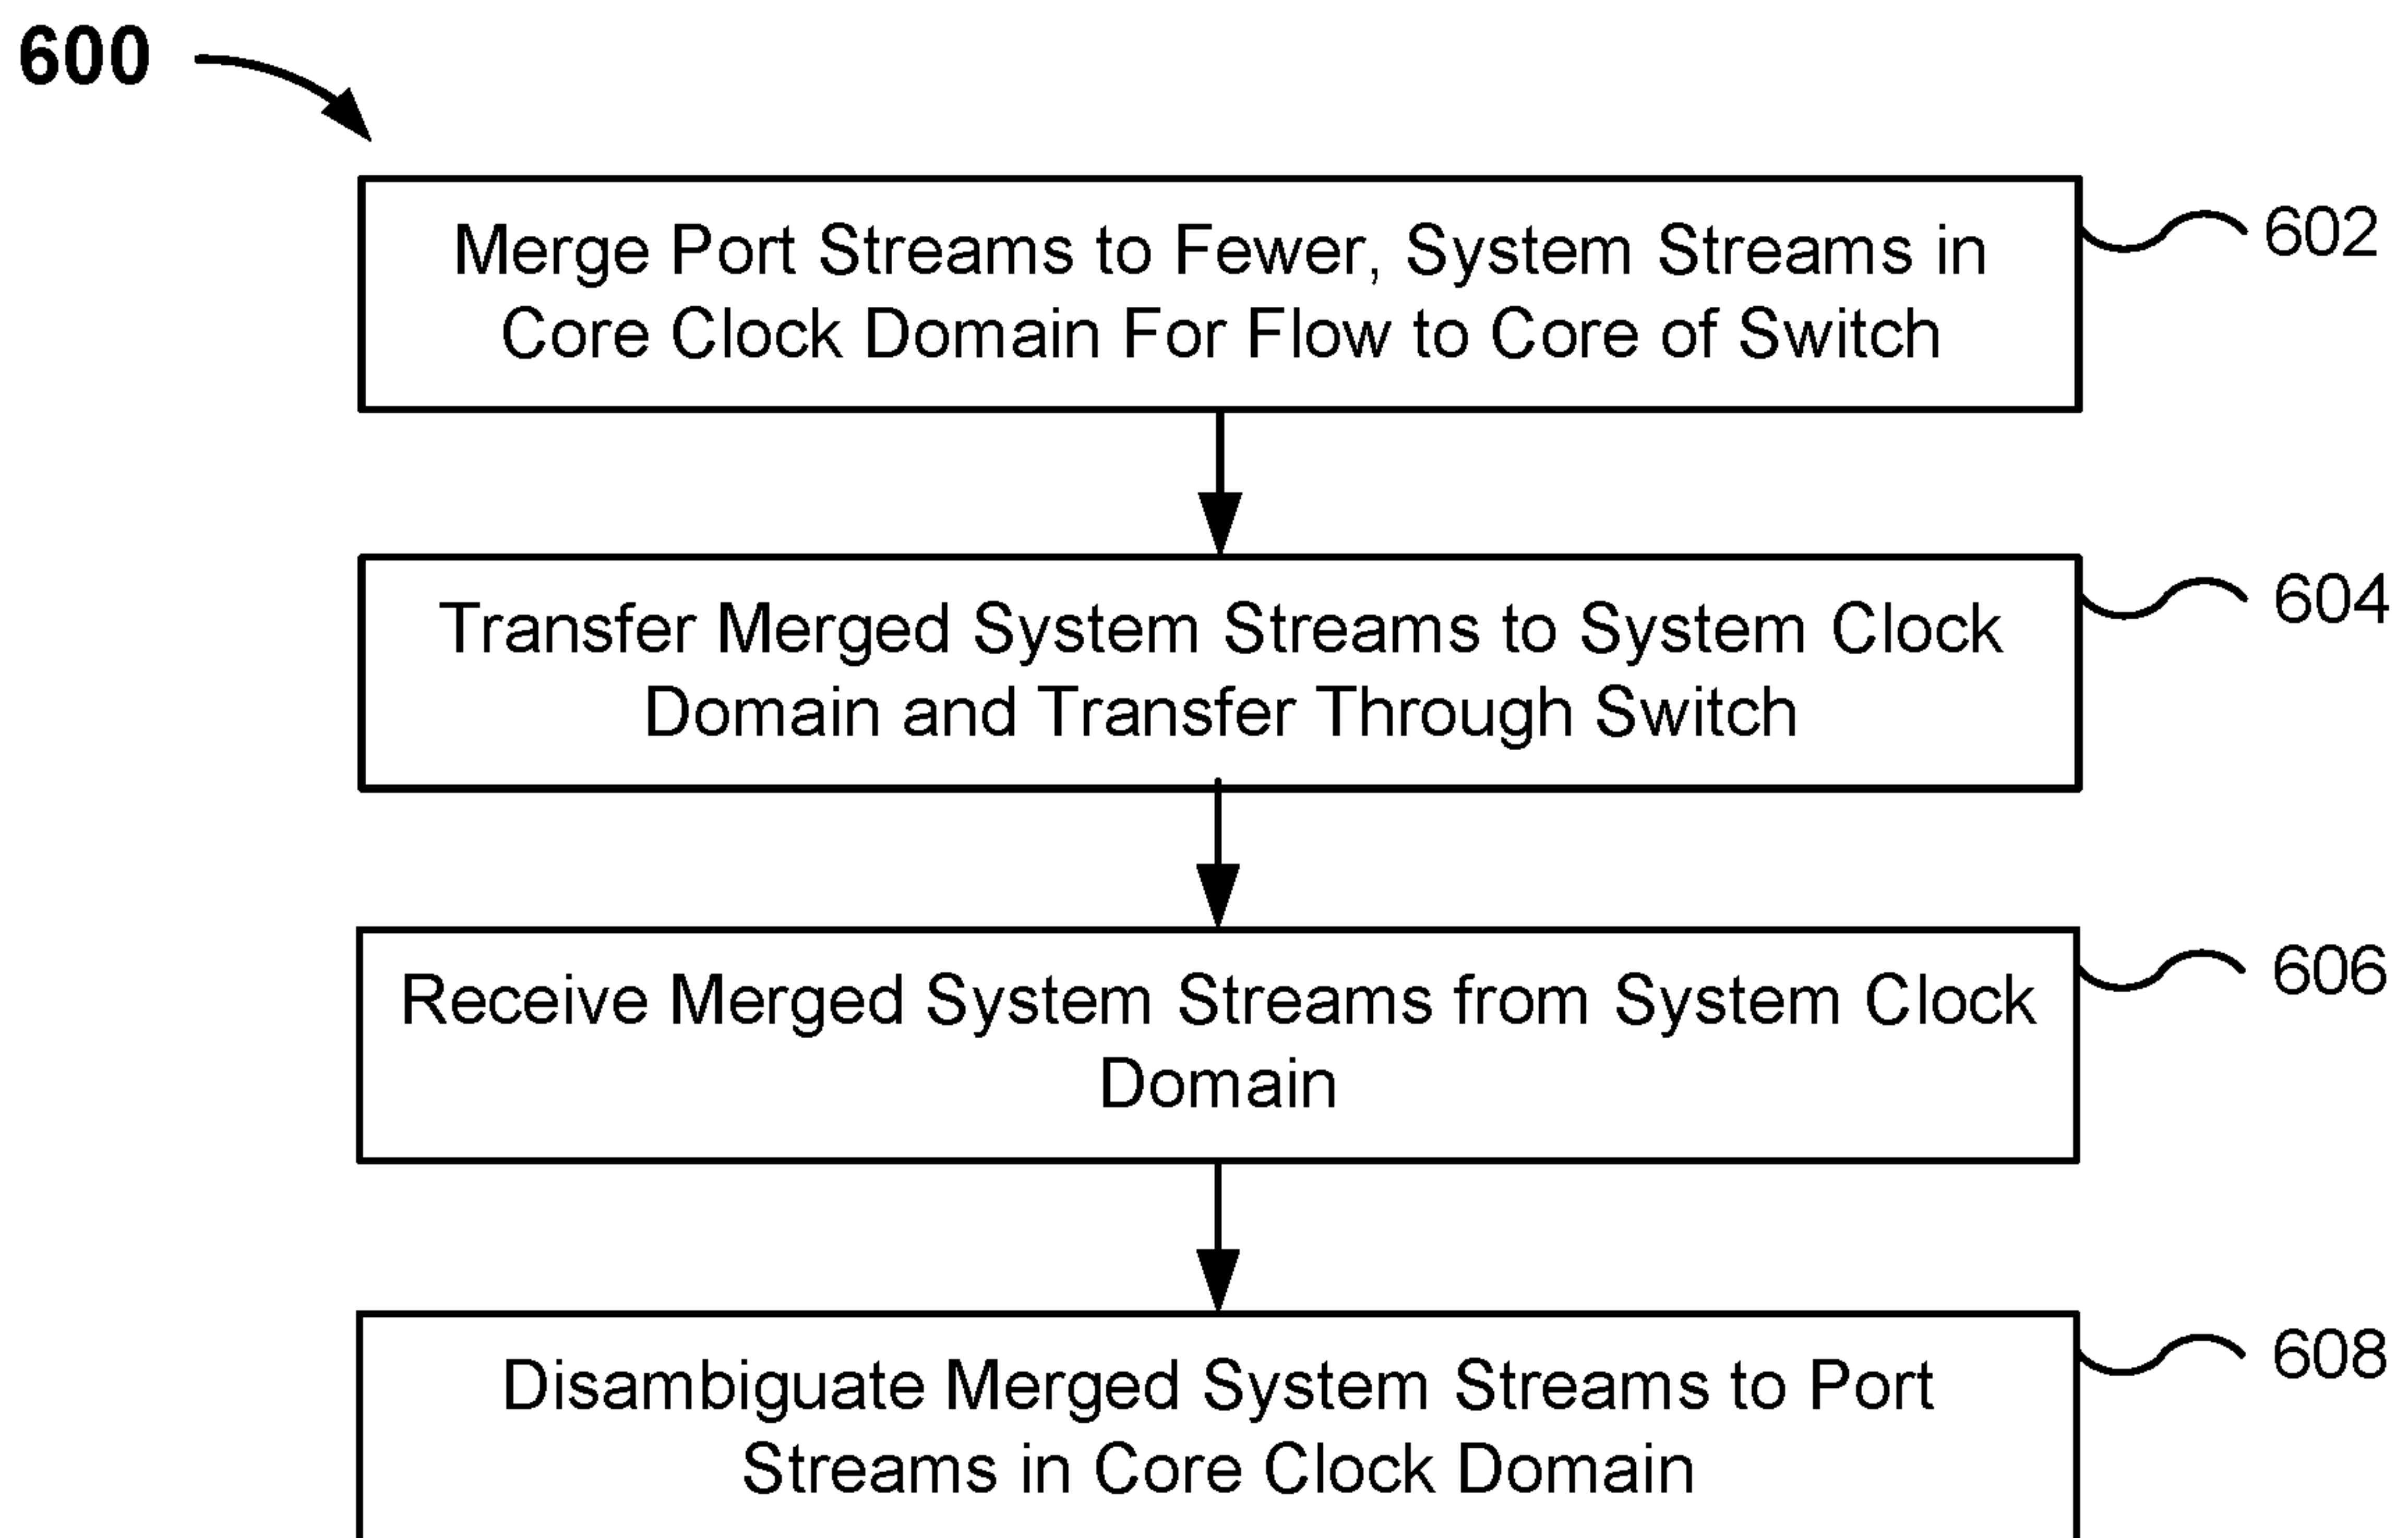 600
Merge Port Streams to Fewer, System Streams in
Core Clock Domain For Flow to Core of Switch
602
Transfer Merged System Streams to System Clock
Domain and Transfer Through Switch
604
Receive Merged System Streams from System Clock
Domain
606
Disambiguate Merged System Streams to Port
Streams in Core Clock Domain
608